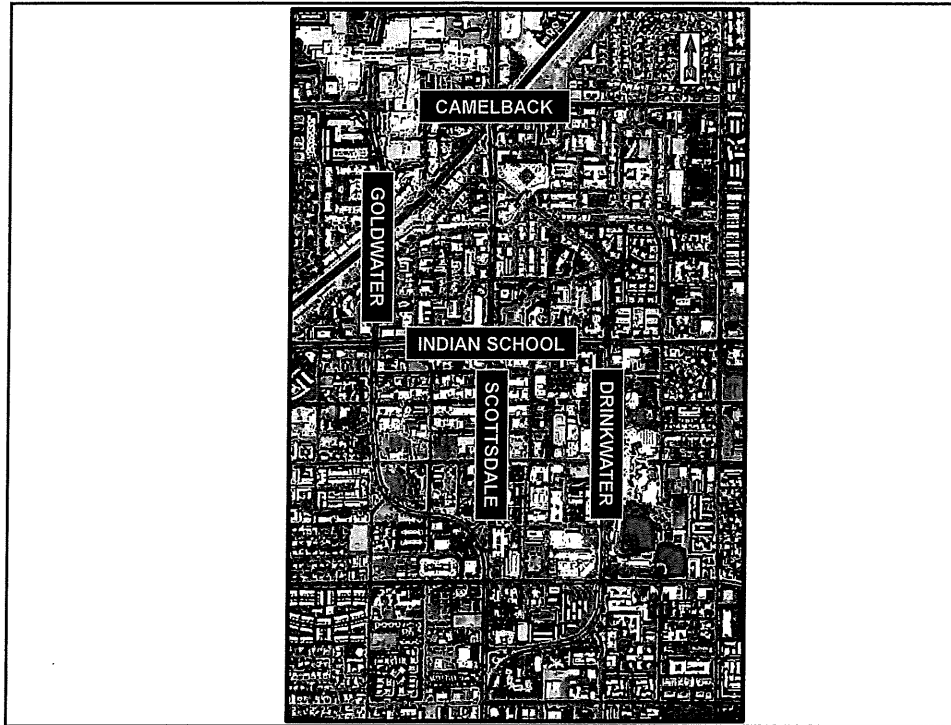 CAMELBACK
GOLDWATER
INDIAN SCHOOL
SCOTTSDALE
DRINKWATER